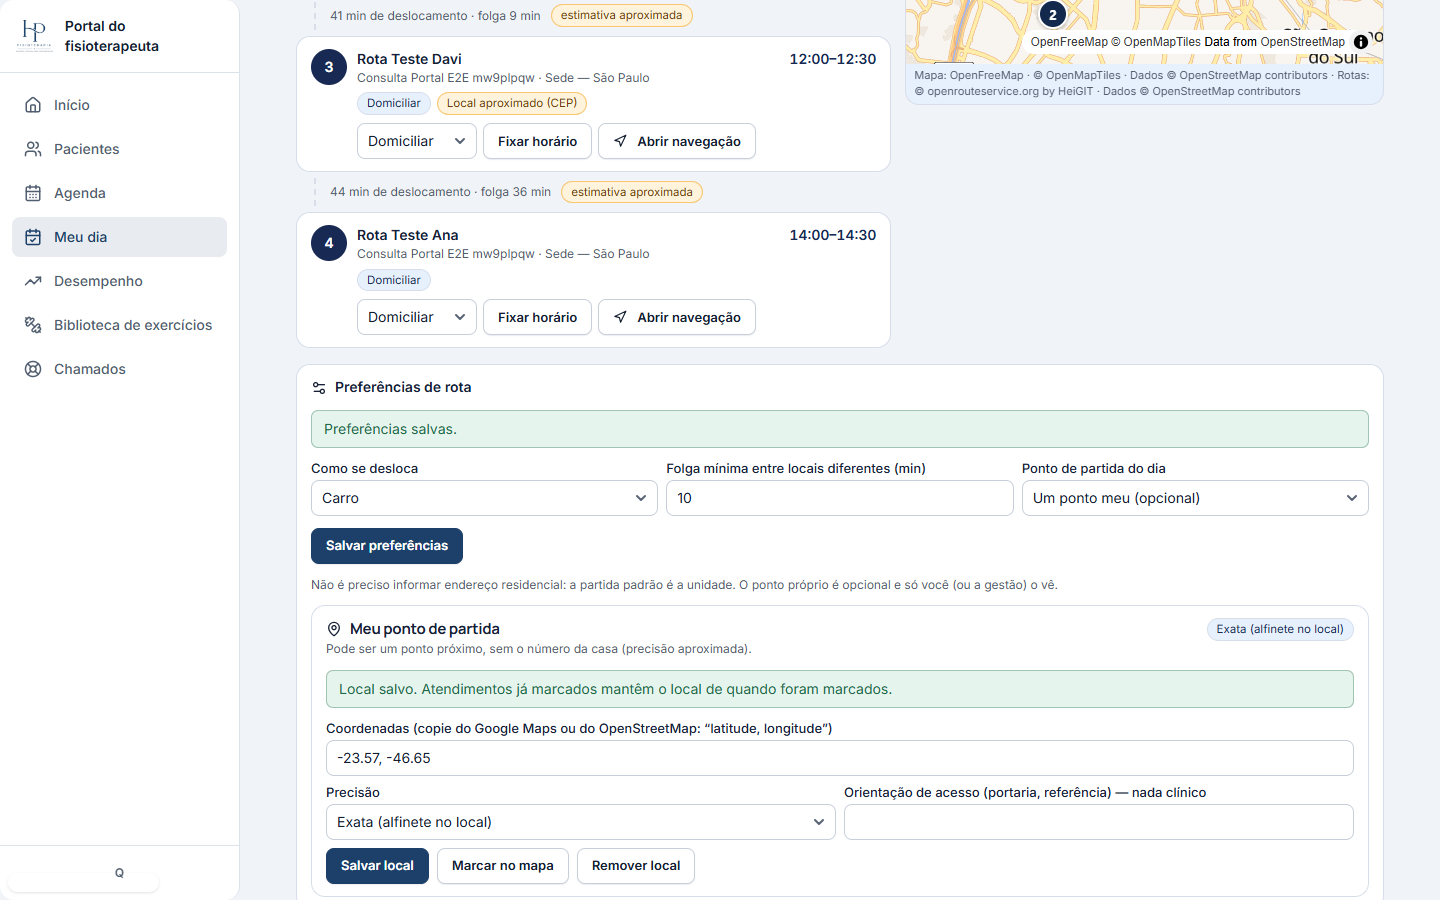 HP
FISIOTERAPIA
Portal do
fisioterapeuta
Início
Pacientes
Agenda
Meu dia
Desempenho
Biblioteca de exercícios
Chamados
Q
41 min de deslocamento · folga 9 min
estimativa aproximada
3
Rota Teste Davi
12:00–12:30
Consulta Portal E2E mw9plpqw · Sede — São Paulo
Domiciliar
Local aproximado (CEP)
Domiciliar
Fixar horário
Abrir navegação
44 min de deslocamento · folga 36 min
estimativa aproximada
4
Rota Teste Ana
14:00–14:30
Consulta Portal E2E mw9plpqw · Sede — São Paulo
Domiciliar
Domiciliar
Fixar horário
Abrir navegação
2
OpenFreeMap © OpenMapTiles Data from OpenStreetMap
do Sul
Mapa: OpenFreeMap · © OpenMapTiles · Dados © OpenStreetMap contributors · Rotas:
© openrouteservice.org by HeiGIT · Dados © OpenStreetMap contributors
Preferências de rota
Preferências salvas.
Como se desloca
Folga mínima entre locais diferentes (min)
Ponto de partida do dia
Carro
10
Um ponto meu (opcional)
Salvar preferências
Não é preciso informar endereço residencial: a partida padrão é a unidade. O ponto próprio é opcional e só você (ou a gestão) o vê.
Meu ponto de partida
Exata (alfinete no local)
Pode ser um ponto próximo, sem o número da casa (precisão aproximada).
Local salvo. Atendimentos já marcados mantêm o local de quando foram marcados.
Coordenadas (copie do Google Maps ou do OpenStreetMap: “latitude, longitude”)
-23.57, -46.65
Precisão
Orientação de acesso (portaria, referência) — nada clínico
Exata (alfinete no local)
Salvar local
Marcar no mapa
Remover local